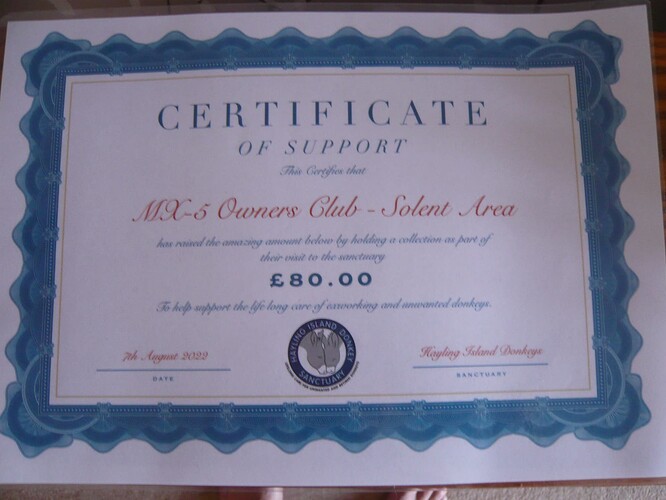 CERTIFICATE
OF SUPPORT
This Certifies that
MX-5 Owners Club - Solent Area
has raised the amazing amount below by holding a collection as part of
their visit to the sanctuary
£80.00
To help support the life long care of exworking and unwanted donkeys.
HAYLING ISLAND DONKEY
SANCTUARY
7th August 2022
DATE
Hayling Island Donkeys
SANCTUARY